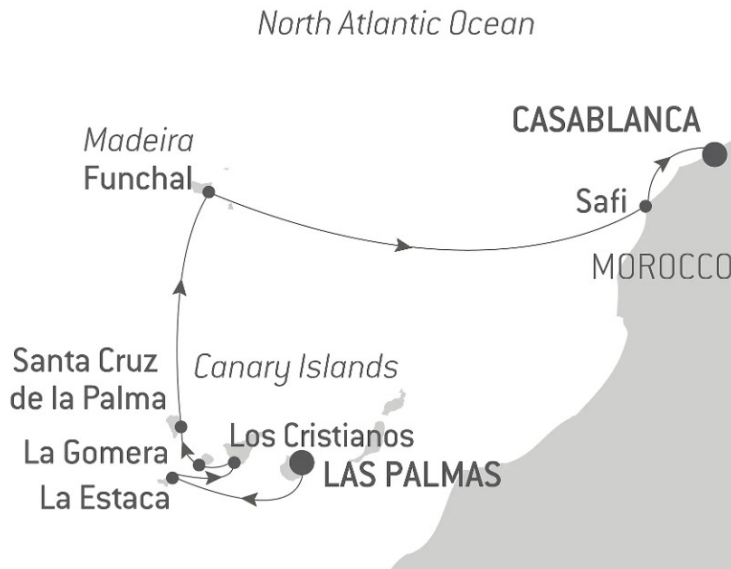 North Atlantic Ocean
CASABLANCA
Madeira
Funchal
Safi
MOROCCO
Santa Cruz
de la Palma
Canary Islands
Los Cristianos
La Gomera
LAS PALMAS
La Estaca